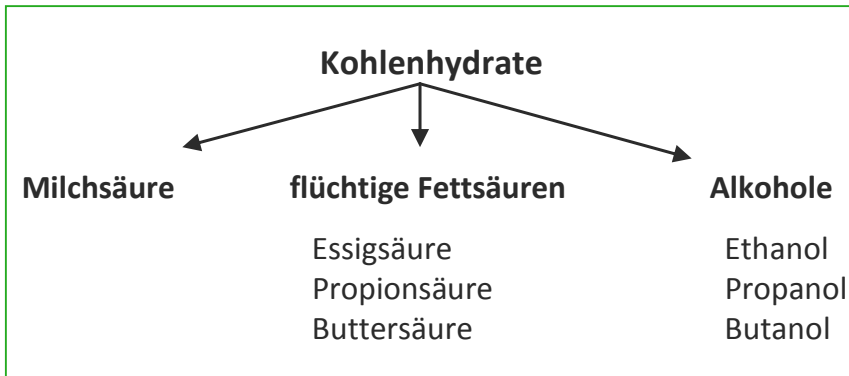 Kohlenhydrate
Milchsäure flüchtige Fettsäuren Alkohole
Essigsäure Ethanol
Propionsäure Propanol
Buttersäure Butanol